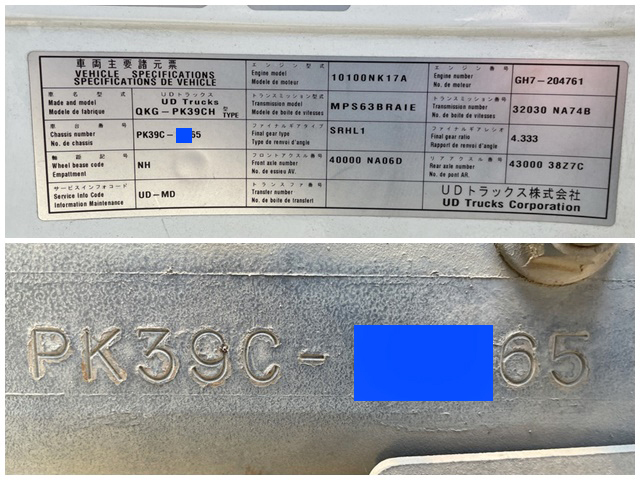 車両主要諸元票
VEHICLE SPECIFICATIONS
SPECIFICATIONS DE VEHICLE
車名型式
Made and model
Modele de fabrique
UDトラックス
UD Trucks
QKG-PK39CH 型 TYPE
車台番号
Chassis number
No. de chassis
PK39C- 65
軸距記号
Wheel bease code
Empattment
NH
サービスインフォコード
Service Info Code
Information Maintenance
UD-MD
エンジン型式
Engine model
Modele de moteur
10100NK17A
トランスミッション型式
Transmission model
Modele de boite de vitesses
MPS63BRAIE
ファイナルギアタイプ
Final gear type
Type de renvoi d'angle
SRHL1
フロントアクスル番号
Front axle number
No. de essieu AV.
40000 NA06D
トランスファ番号
Transfer number
No. de boite de transfert
エンジン番号
Engine number
No. de moteur
GH7-204761
トランスミッション番号
Transmission number
No. de boite de vitesses
32030 NA74B
ファイナルギアレシオ
Final gear ratio
Rapport de renvoi d'angle
4.333
リアアクスル番号
Rear axle number
No. de pont AR.
43000 38Z7C
UDトラックス株式会社
UD Trucks Corporation
PK39C- 65